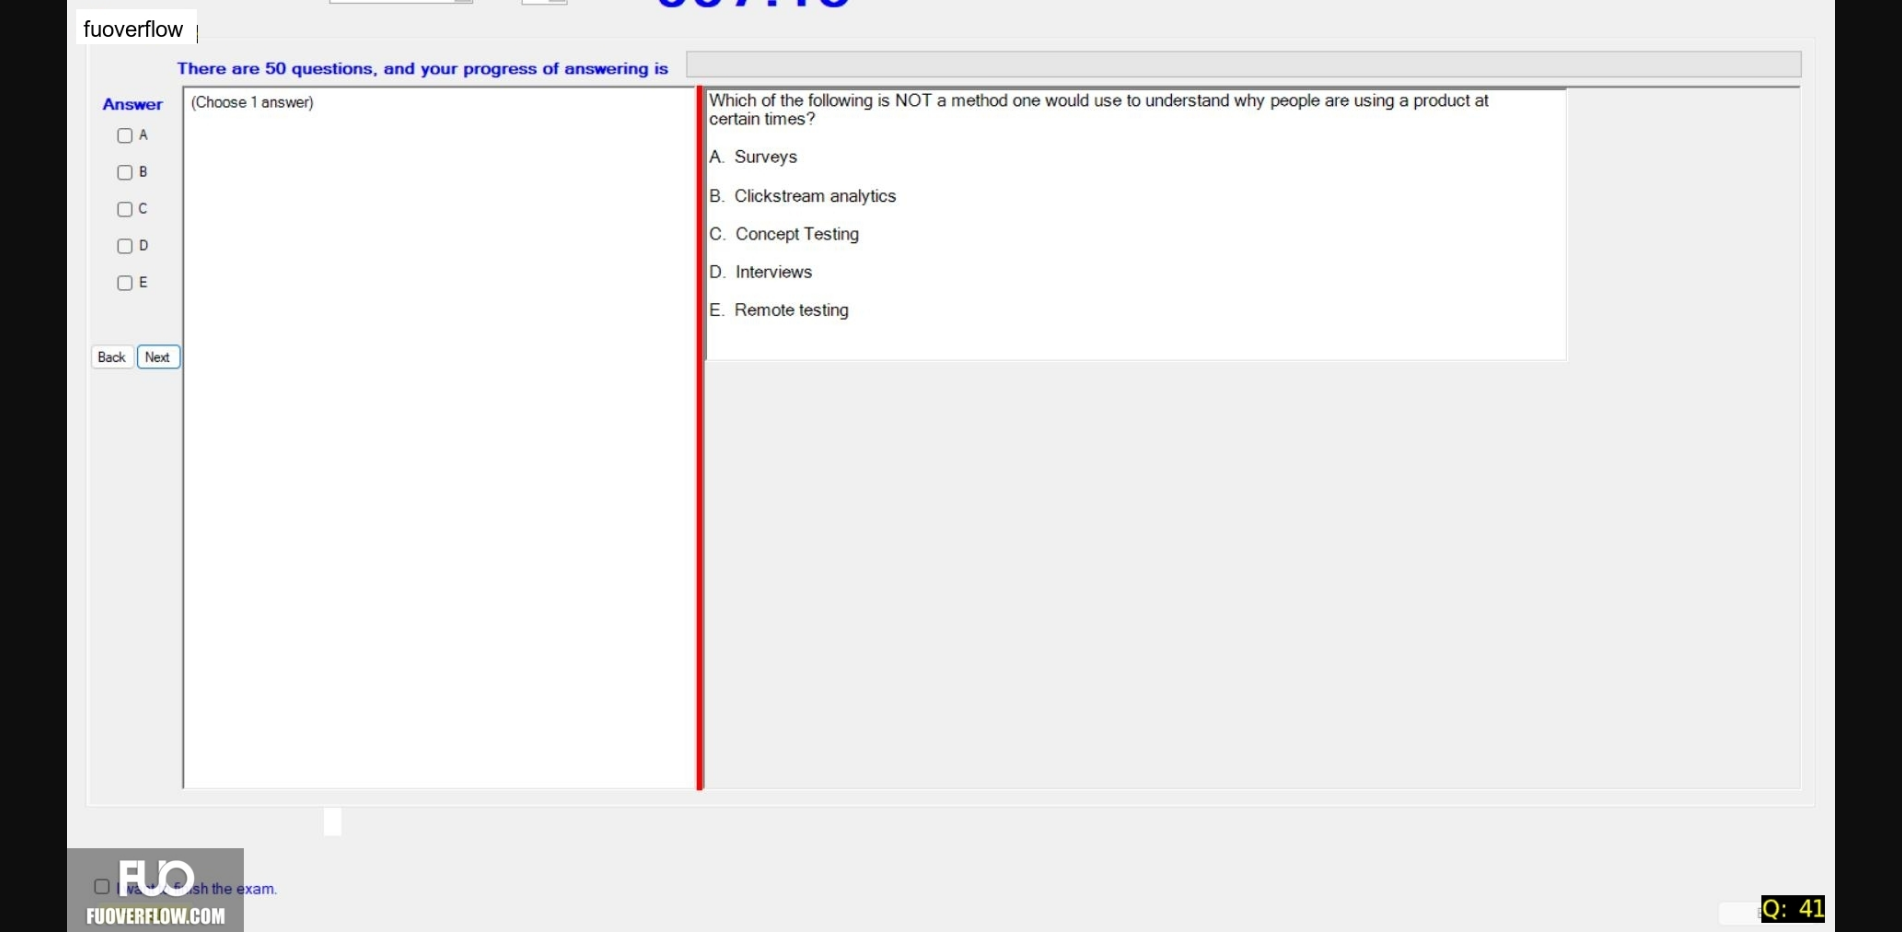 fuoverflow
There are 50 questions, and your progress of answering is
Answer
A
B
C
D
E
Back Next
(Choose 1 answer)
Which of the following is NOT a method one would use to understand why people are using a product at
certain times?
A. Surveys
B. Clickstream analytics
C. Concept Testing
D. Interviews
E. Remote testing
FUO
finish the exam.
FUOVERFLOW.COM
Q: 41